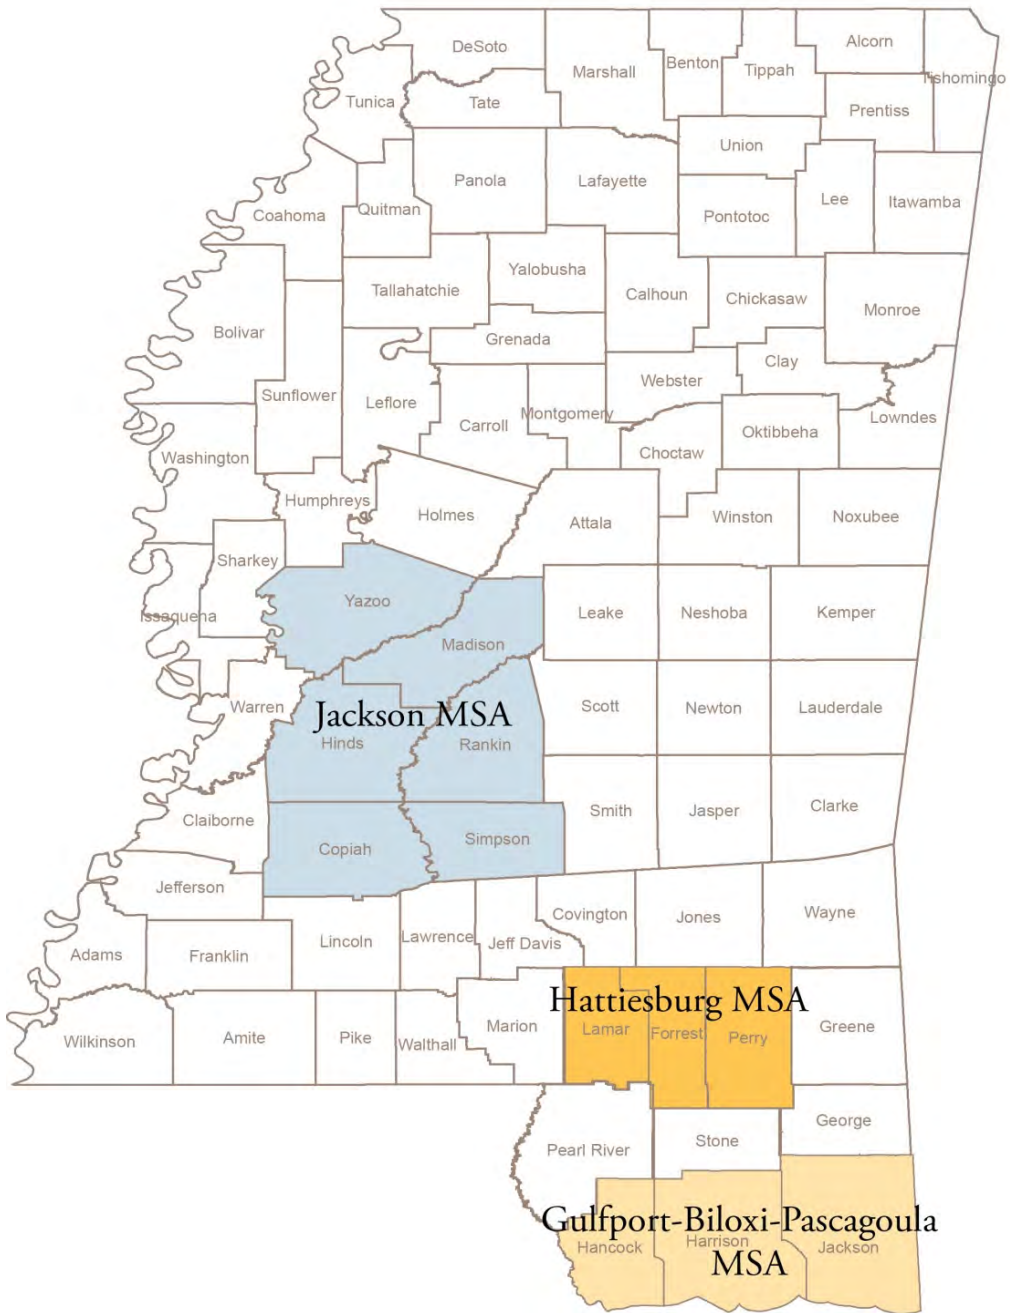 DeSoto
Marshall
Benton
Tippah
Alcorn
Tishomingo
Tunica
Tate
Prentiss
Union
Panola
Lafayette
Coahoma
Quitman
Pontotoc
Lee
Itawamba
Yalobusha
Tallahatchie
Calhoun
Chickasaw
Monroe
Bolivar
Grenada
Clay
Webster
Sunflower
Leflore
Carroll
Montgomery
Lowndes
Oktibbeha
Choctaw
Washington
Humphreys
Holmes
Attala
Winston
Noxubee
Sharkey
Yazoo
Issaquena
Leake
Neshoba
Kemper
Madison
Warren
Jackson MSA
Scott
Newton
Lauderdale
Hinds
Rankin
Claiborne
Smith
Jasper
Clarke
Copiah
Simpson
Jefferson
Covington
Jones
Wayne
Adams
Franklin
Lincoln
Lawrence
Jeff Davis
Hattiesburg MSA
Wilkinson
Amite
Pike
Walthall
Marion
Lamar
Forrest
Perry
Greene
Pearl River
Stone
George
Gulfport-Biloxi-Pascagoula
MSA
Hancock
Harrison
Jackson